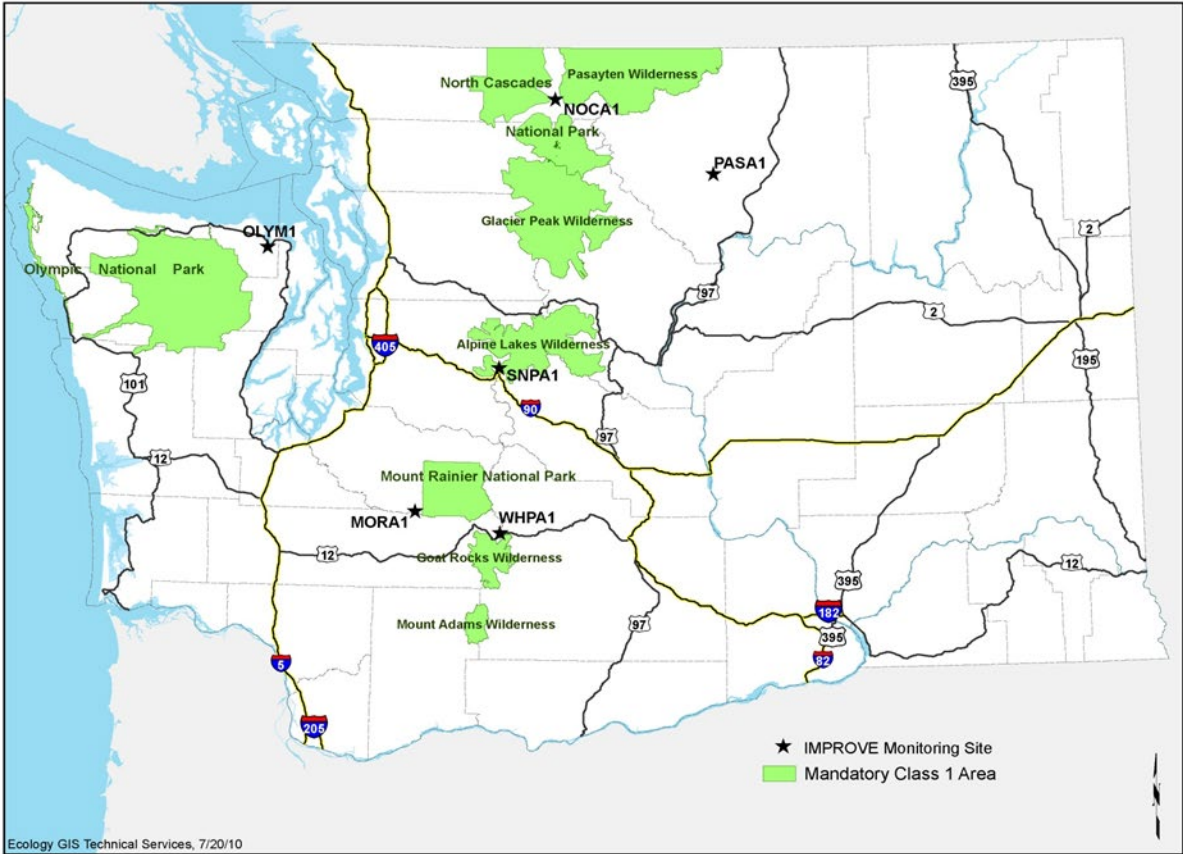 395
North Cascades
Pasayten Wilderness
NOCA1
National Park
PASA1
Glacier Peak Wilderness
OLYM1
2
Olympic National Park
97
2
405
Alpine Lakes Wilderness
SNPA1
195
101
90
97
12
Mount Rainier National Park
MORA1
WHPA1
12
Goat Rocks Wilderness
12
395
182
Mount Adams Wilderness
97
395
5
82
205
IMPROVE Monitoring Site
Mandatory Class 1 Area
N
Ecology GIS Technical Services, 7/20/10